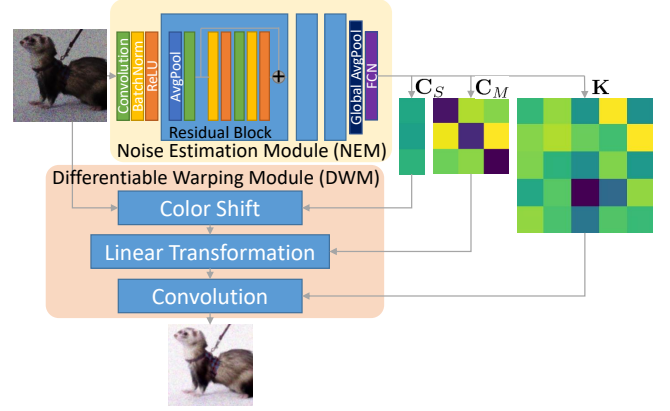 Convolution
BatchNorm
ReLU
AvgPool
+
Residual Block
Global AvgPool
FCN
Noise Estimation Module (NEM)
C_S
C_M
K
Differentiable Warping Module (DWM)
Color Shift
Linear Transformation
Convolution